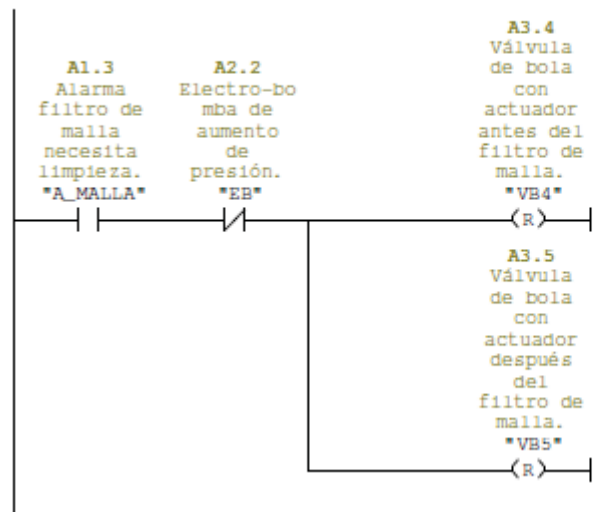 A1.3
Alarma
filtro de
malla
necesita
limpieza.
"A_MALLA"
A2.2
Electro-bo
mba de
aumento
de
presión.
"EB"
A3.4
Válvula
de bola
con
actuador
antes del
filtro de
malla.
"VB4"
R
A3.5
Válvula
de bola
con
actuador
después
del
filtro de
malla.
"VB5"
R